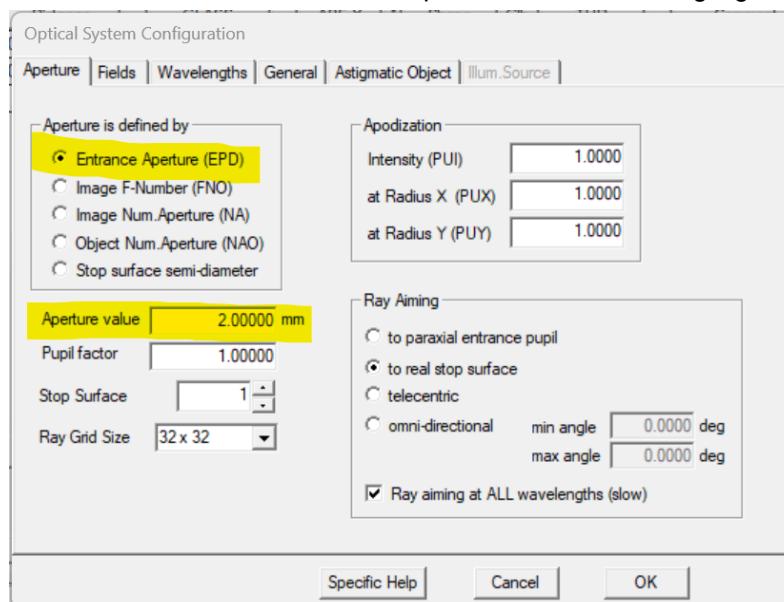 Optical System Configuration
Aperture Fields Wavelengths General Astigmatic Object Illum.Source
Aperture is defined by
Entrance Aperture (EPD)
Image F-Number (FNO)
Image Num.Aperture (NA)
Object Num.Aperture (NAO)
Stop surface semi-diameter
Aperture value 2.00000 mm
Pupil factor 1.00000
Stop Surface 1
Ray Grid Size 32 x 32
Apodization
Intensity (PUI) 1.0000
at Radius X (PUX) 1.0000
at Radius Y (PUY) 1.0000
Ray Aiming
to paraxial entrance pupil
to real stop surface
telecentric
omni-directional min angle 0.0000 deg
max angle 0.0000 deg
Ray aiming at ALL wavelengths (slow)
Specific Help Cancel OK